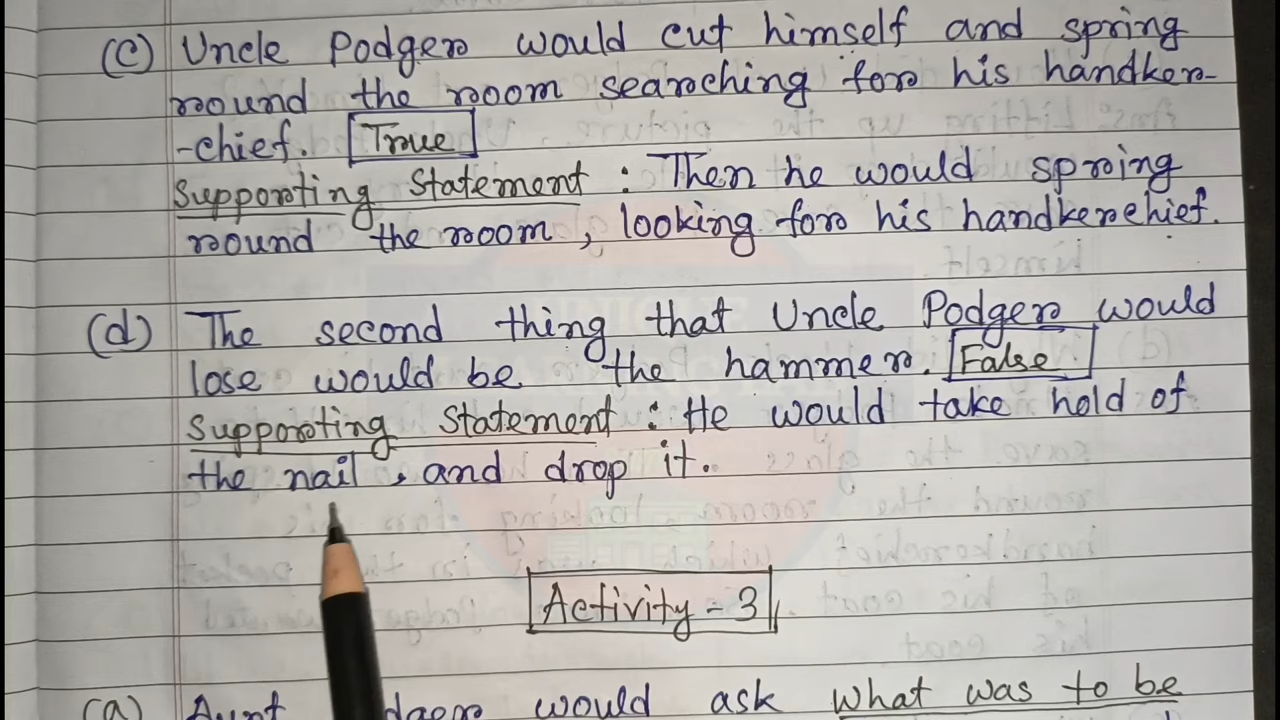 (c) Uncle Podger would cut himself and spring
round the room searching for his handker-
-chief. True
Supporting Statement : Then he would spring
round the room, looking for his handkerchief.
(d) The second thing that Uncle Podger would
lose would be the hammer. False
Supporting Statement : He would take hold of
the nail, and drop it.
Activity - 3
(a) Aunt would ask what was to be